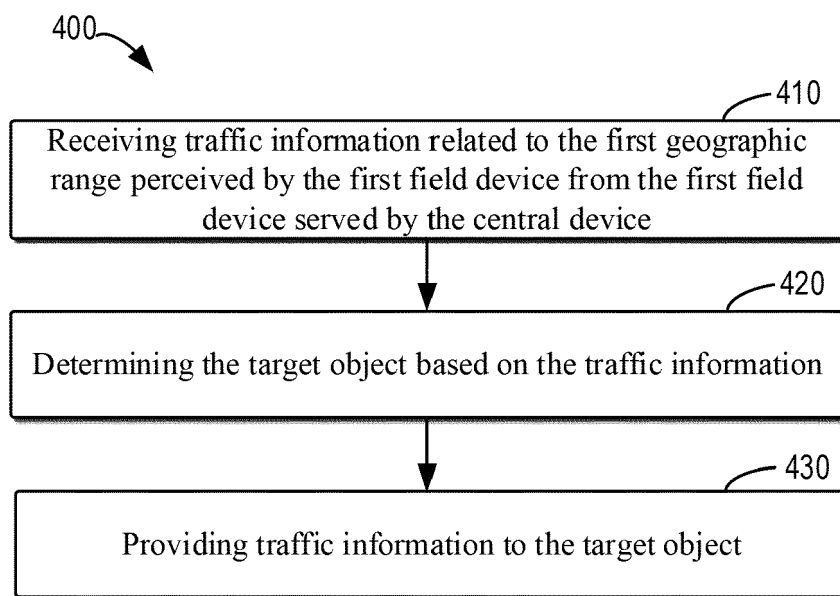 400
410
Receiving traffic information related to the first geographic
range perceived by the first field device from the first field
device served by the central device
420
Determining the target object based on the traffic information
430
Providing traffic information to the target object